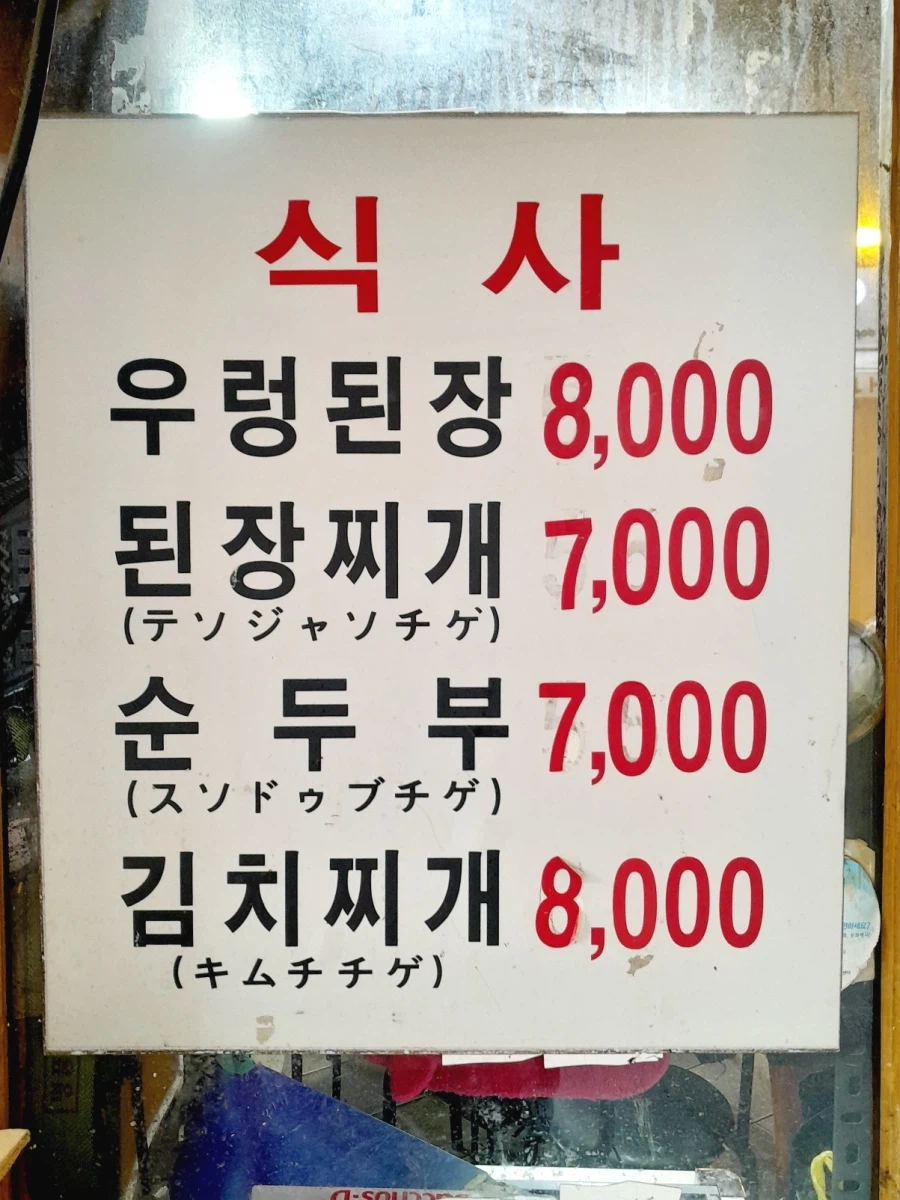 식 사
우렁된장 8,000
된장찌개 7,000
(テソジャソチゲ)
순두부 7,000
(スソドゥブチゲ)
김치찌개 8,000
(キムチチゲ)